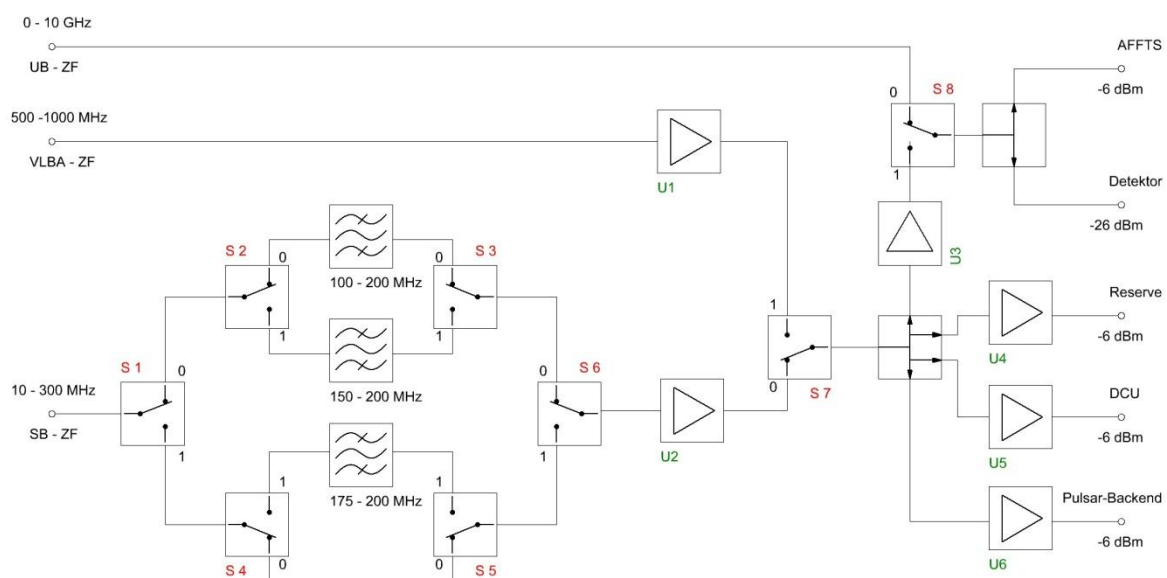 0 - 10 GHz
UB - ZF
AFFTS
-6 dBm
S 8
0
1
500 -1000 MHz
VLBA - ZF
U1
Detektor
-26 dBm
U3
S 2
0
1
100 - 200 MHz
S 3
0
1
150 - 200 MHz
Reserve
-6 dBm
U4
1
S 7
0
S 1
0
1
10 - 300 MHz
SB - ZF
S 6
0
1
U2
DCU
-6 dBm
U5
175 - 200 MHz
1
S 4
0
1
S 5
0
Pulsar-Backend
-6 dBm
U6